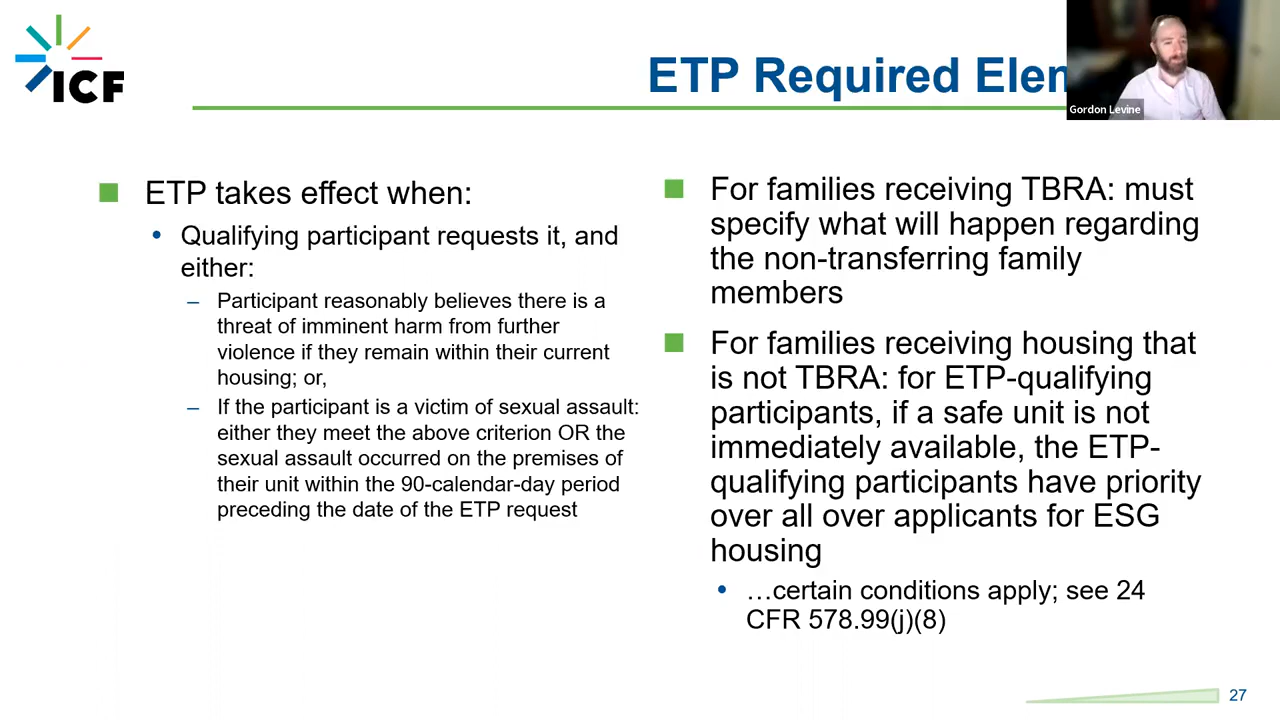 ICF
ETP Required Elem
Gordon Levine
ETP takes effect when:
Qualifying participant requests it, and
either:
– Participant reasonably believes there is a
threat of imminent harm from further
violence if they remain within their current
housing; or,
– If the participant is a victim of sexual assault:
either they meet the above criterion OR the
sexual assault occurred on the premises of
their unit within the 90-calendar-day period
preceding the date of the ETP request
For families receiving TBRA: must
specify what will happen regarding
the non-transferring family
members
For families receiving housing that
is not TBRA: for ETP-qualifying
participants, if a safe unit is not
immediately available, the ETP-
qualifying participants have priority
over all over applicants for ESG
housing
…certain conditions apply; see 24
CFR 578.99(j)(8)
27